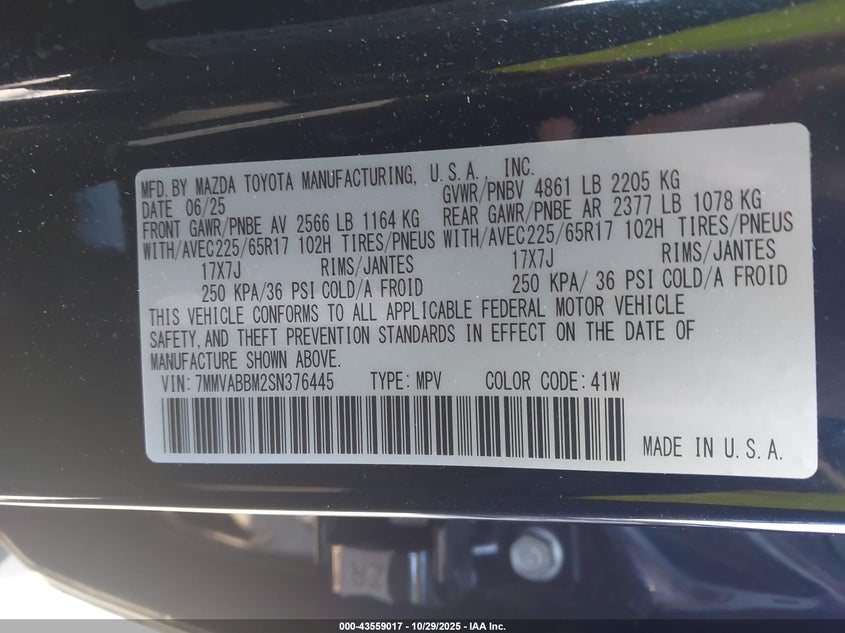 MFD. BY MAZDA TOYOTA MANUFACTURING, U.S.A., INC.
DATE 06/25 GVWR/PNBV 4861 LB 2205 KG
FRONT GAWR/PNBE AV 2566 LB 1164 KG REAR GAWR/PNBE AR 2377 LB 1078 KG
WITH/AVEC225/65R17 102H TIRES/PNEUS WITH/AVEC225/65R17 102H TIRES/PNEUS
17X7J RIMS/JANTES 17X7J RIMS/JANTES
250 KPA/36 PSI COLD/A FROID 250 KPA/ 36 PSI COLD/A FROID
THIS VEHICLE CONFORMS TO ALL APPLICABLE FEDERAL MOTOR VEHICLE
SAFETY, AND THEFT PREVENTION STANDARDS IN EFFECT ON THE DATE OF
MANUFACTURE SHOWN ABOVE.
VIN: 7MMVABBM2SN376445 TYPE: MPV COLOR CODE: 41W
MADE IN U.S.A.
ZR
000-43559017 - 10/29/2025 - IAA Inc.